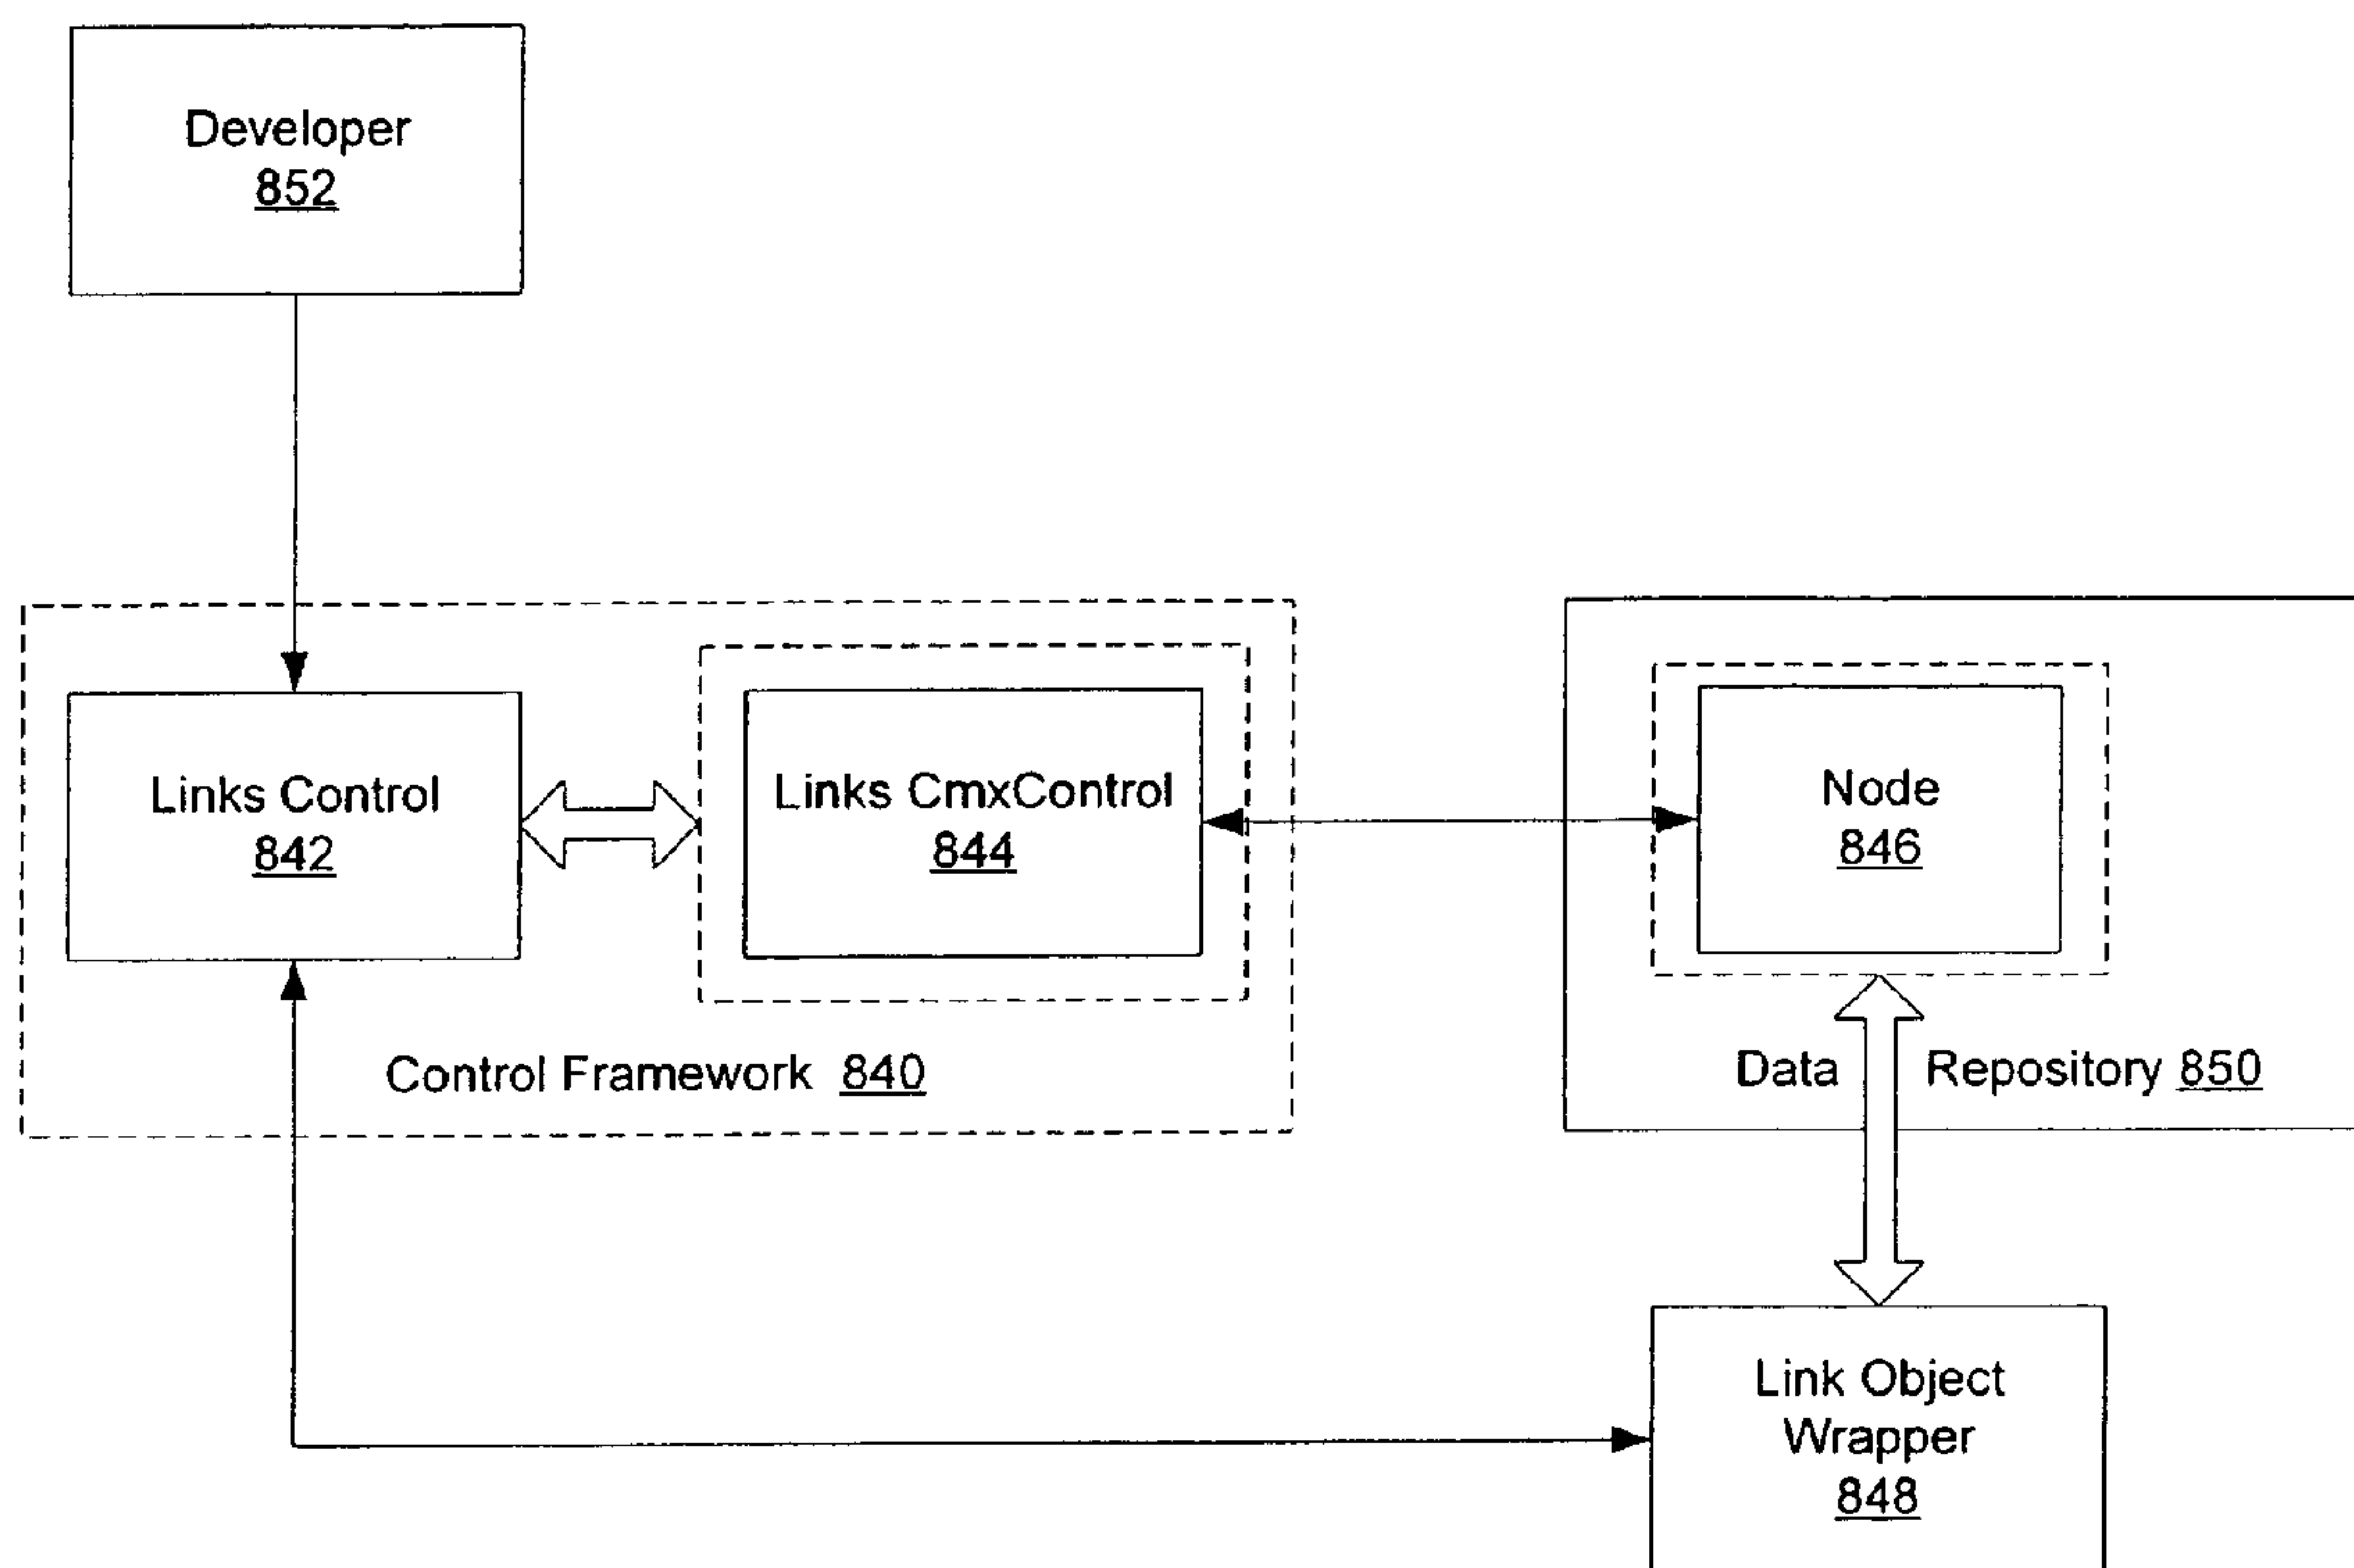 Developer
852
Links Control
842
Links CmxControl
844
Node
846
Control Framework 840
Data Repository 850
Link Object
Wrapper
848